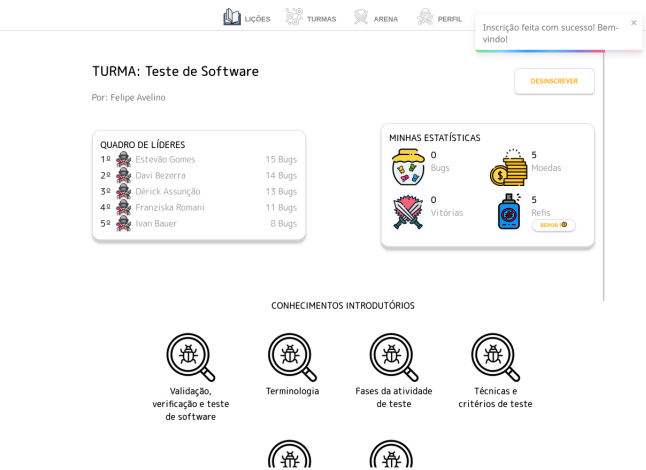 LIÇÕES TURMAS ARENA PERFIL
Inscrição feita com sucesso! Bem-
vindo!
TURMA: Teste de Software
DESINSCREVER
Por: Felipe Avelino
QUADRO DE LÍDERES
1º Estevão Gomes 15 Bugs
2º Davi Bezerra 14 Bugs
3º Dérick Assunção 13 Bugs
4º Franziska Romani 11 Bugs
5º Ivan Bauer 8 Bugs
MINHAS ESTATÍSTICAS
0 5
Bugs Moedas
0 5
Vitórias Refis
REPOR 1
CONHECIMENTOS INTRODUTÓRIOS
Validação, Terminologia Fases da atividade Técnicas e
verificação e teste de teste critérios de teste
de software